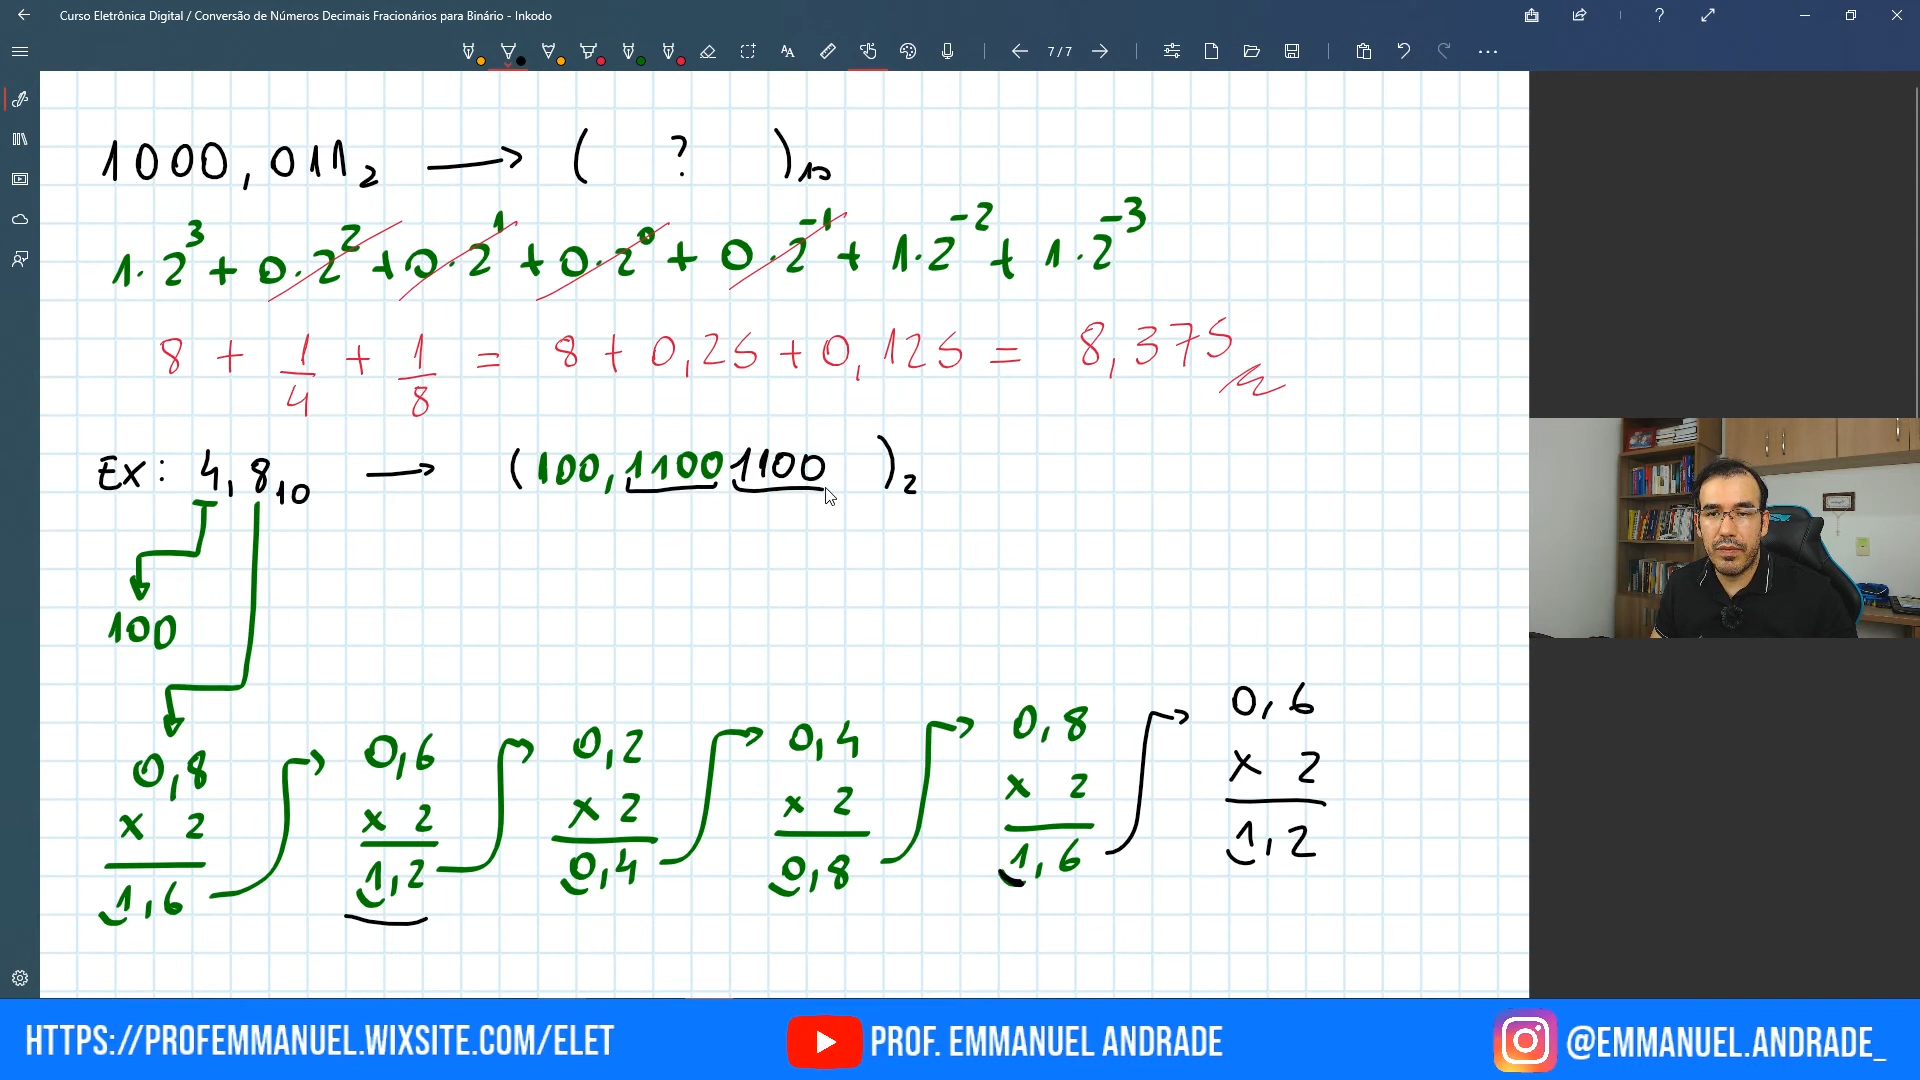 Curso Eletrônica Digital / Conversão de Números Decimais Fracionários para Binário - Inkodo
7 / 7
1000,011₂ → ( ? )₁₀
1·2³ + 0·2² + 0·2¹ + 0·2⁰ + 0·2⁻¹ + 1·2⁻² + 1·2⁻³
8 + 1/4 + 1/8 = 8 + 0,25 + 0,125 = 8,375
EX: 4,8₁₀ → (100,11001100 )₂
100
0,8 x 2 1,6
0,6 x 2 1,2
0,2 x 2 0,4
0,4 x 2 0,8
0,8 x 2 1,6
0,6 x 2 1,2
HTTPS://PROFEMMANUEL.WIXSITE.COM/ELET
PROF. EMMANUEL ANDRADE
@EMMANUEL.ANDRADE_